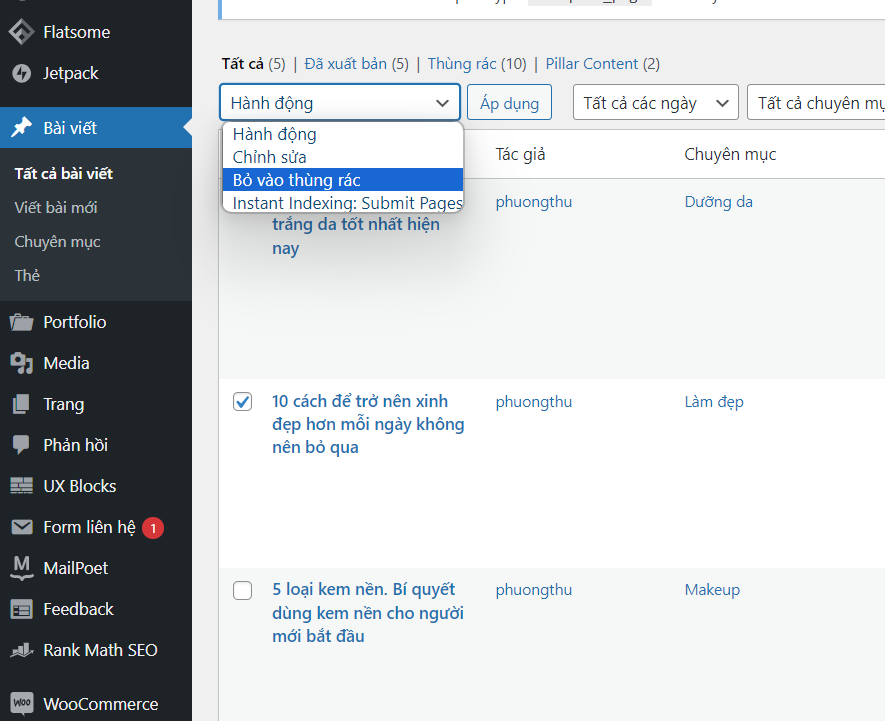 Flatsome
Jetpack
Bài viết
Tất cả bài viết
Viết bài mới
Chuyên mục
Thẻ
Portfolio
Media
Trang
Phản hồi
UX Blocks
Form liên hệ 1
MailPoet
Feedback
Rank Math SEO
WooCommerce
Tất cả (5) | Đã xuất bản (5) | Thùng rác (10) | Pillar Content (2)
Hành động Áp dụng Tất cả các ngày Tất cả chuyên mụ
Hành động
Chỉnh sửa
Bỏ vào thùng rác
Instant Indexing: Submit Pages
Tác giả Chuyên mục
phuongthu Dưỡng da
trắng da tốt nhất hiện
nay
10 cách để trở nên xinh phuongthu Làm đẹp
đẹp hơn mỗi ngày không
nên bỏ qua
5 loại kem nền. Bí quyết phuongthu Makeup
dùng kem nền cho người
mới bắt đầu